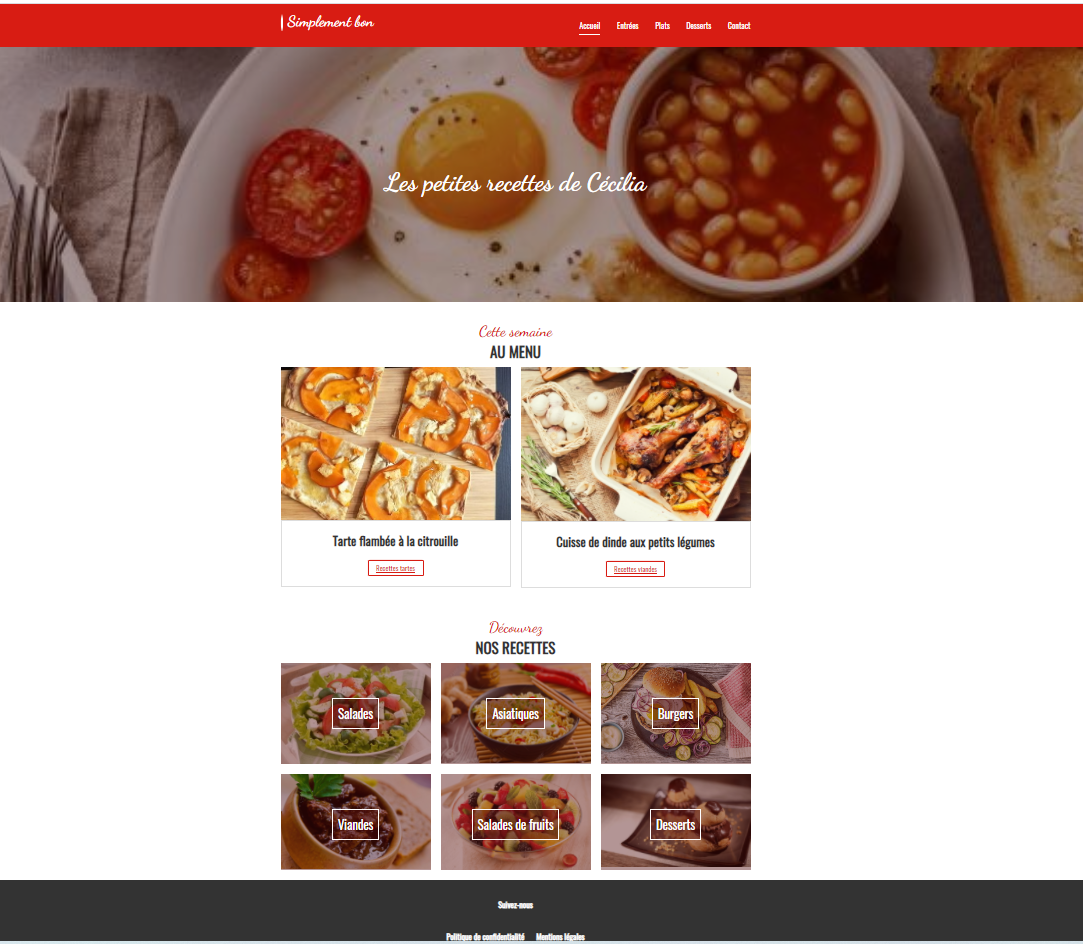 Simplement bon
Accueil Entrées Plats Desserts Contact
Les petites recettes de Cécilia
Cette semaine
AU MENU
Tarte flambée à la citrouille
Recettes tartes
Cuisse de dinde aux petits légumes
Recettes viandes
Découvrez
NOS RECETTES
Salades
Asiatiques
Burgers
Viandes
Salades de fruits
Desserts
Suivez-nous
Politique de confidentialité Mentions légales